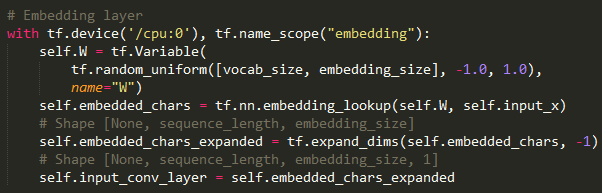 # Embedding layer
with tf.device('/cpu:0'), tf.name_scope("embedding"):
    self.W = tf.Variable(
        tf.random_uniform([vocab_size, embedding_size], -1.0, 1.0),
        name="W")
    self.embedded_chars = tf.nn.embedding_lookup(self.W, self.input_x)
    # Shape [None, sequence_length, embedding_size]
    self.embedded_chars_expanded = tf.expand_dims(self.embedded_chars, -1)
    # Shape [None, sequence_length, embedding_size, 1]
    self.input_conv_layer = self.embedded_chars_expanded